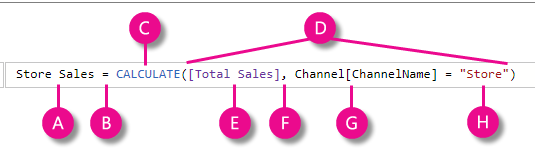 C D
Store Sales = CALCULATE([Total Sales], Channel[ChannelName] = "Store")
A B E F G H